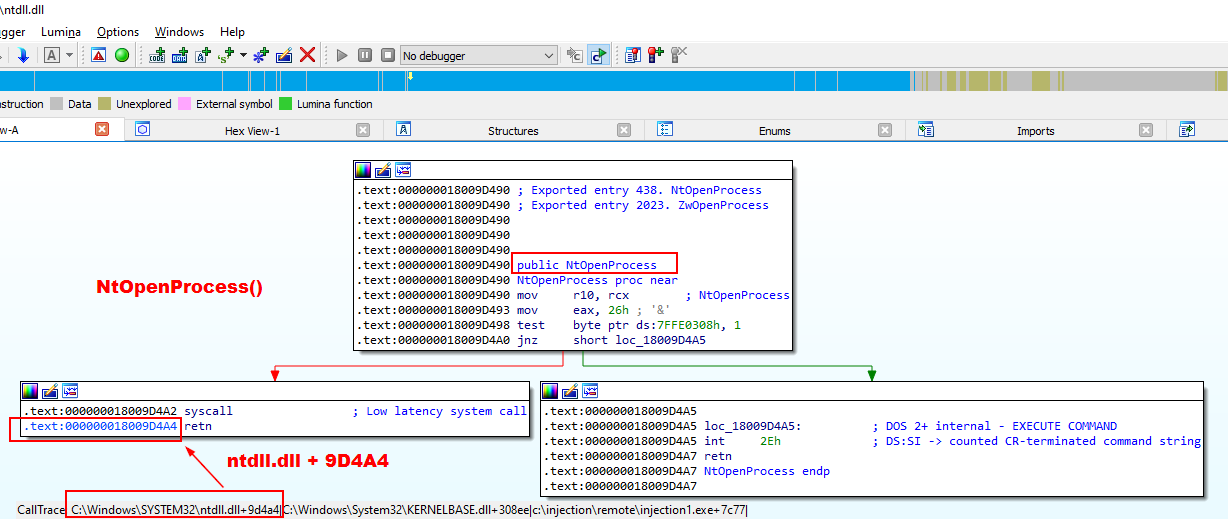 \ntdll.dll
gger Lumina Options Windows Help
No debugger
nstruction Data Unexplored External symbol Lumina function
w-A Hex View-1 Structures Enums Imports
.text:000000018009D490 ; Exported entry 438. NtOpenProcess
.text:000000018009D490 ; Exported entry 2023. ZwOpenProcess
.text:000000018009D490
.text:000000018009D490
.text:000000018009D490
.text:000000018009D490 public NtOpenProcess
.text:000000018009D490 NtOpenProcess proc near
.text:000000018009D490 mov r10, rcx ; NtOpenProcess
.text:000000018009D493 mov eax, 26h ; '&'
.text:000000018009D498 test byte ptr ds:7FFE0308h, 1
.text:000000018009D4A0 jnz short loc_18009D4A5
NtOpenProcess()
.text:000000018009D4A2 syscall ; Low latency system call
.text:000000018009D4A4 retn
.text:000000018009D4A5
.text:000000018009D4A5 loc_18009D4A5: ; DOS 2+ internal - EXECUTE COMMAND
.text:000000018009D4A5 int 2Eh ; DS:SI -> counted CR-terminated command string
.text:000000018009D4A7 retn
.text:000000018009D4A7 NtOpenProcess endp
.text:000000018009D4A7
ntdll.dll + 9D4A4
CallTrace C:\Windows\SYSTEM32\ntdll.dll+9d4a4|C:\Windows\System32\KERNELBASE.dll+308ee|c:\injection\remote\injection1.exe+7c77|